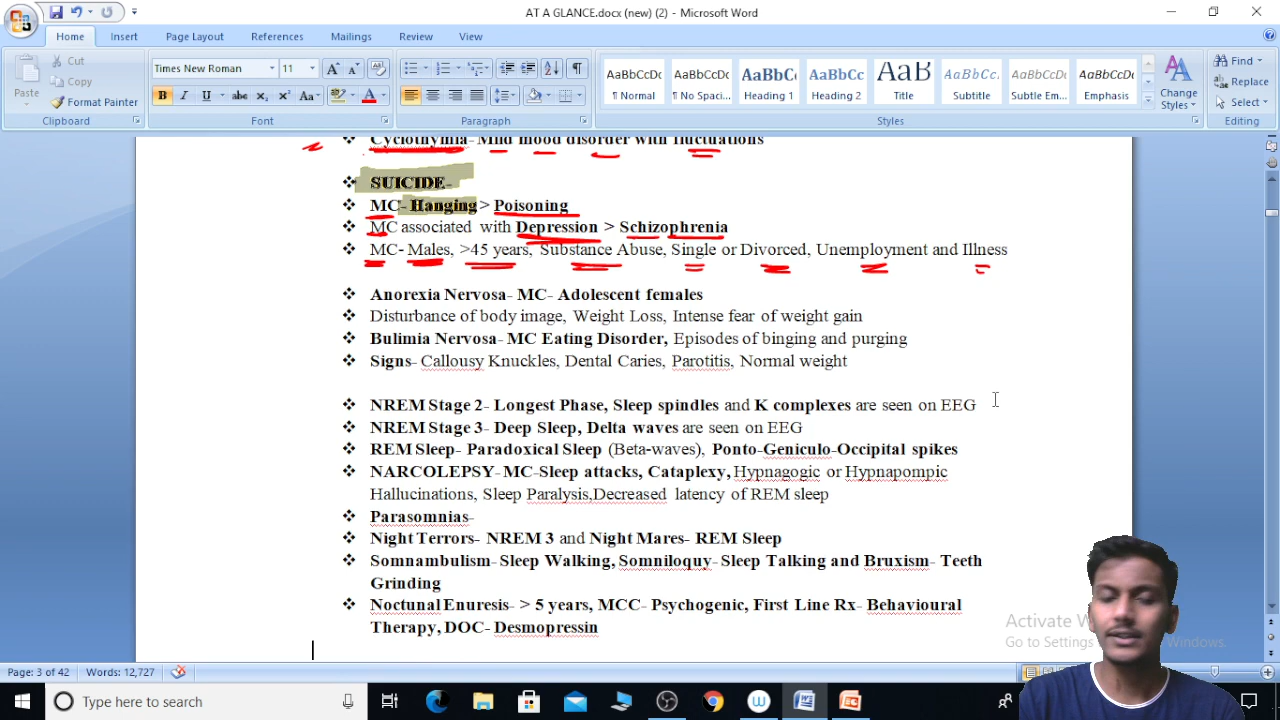 AT A GLANCE.docx (new) (2) - Microsoft Word
Home Insert Page Layout References Mailings Review View
Paste
Cut
Copy
Format Painter
Clipboard
Times New Roman 11
Font
Paragraph
AaBbCcDc AaBbCcDc AaBbC AaBbCc AaB AaBbCcL AaBbCcDc AaBbCcDc
¶ Normal ¶ No Spaci... Heading 1 Heading 2 Title Subtitle Subtle Em... Emphasis
Change Styles
Styles
Find
Replace
Select
Editing
Cyclothymia- Mild mood disorder with fluctuations
SUICIDE-
MC- Hanging > Poisoning
MC associated with Depression > Schizophrenia
MC- Males, >45 years, Substance Abuse, Single or Divorced, Unemployment and Illness
Anorexia Nervosa- MC- Adolescent females
Disturbance of body image, Weight Loss, Intense fear of weight gain
Bulimia Nervosa- MC Eating Disorder, Episodes of binging and purging
Signs- Callousy Knuckles, Dental Caries, Parotitis, Normal weight
NREM Stage 2- Longest Phase, Sleep spindles and K complexes are seen on EEG
NREM Stage 3- Deep Sleep, Delta waves are seen on EEG
REM Sleep- Paradoxical Sleep (Beta-waves), Ponto-Geniculo-Occipital spikes
NARCOLEPSY- MC-Sleep attacks, Cataplexy, Hypnagogic or Hypnapompic
Hallucinations, Sleep Paralysis,Decreased latency of REM sleep
Parasomnias-
Night Terrors- NREM 3 and Night Mares- REM Sleep
Somnambulism- Sleep Walking, Somniloquy- Sleep Talking and Bruxism- Teeth
Grinding
Noctunal Enuresis- > 5 years, MCC- Psychogenic, First Line Rx- Behavioural
Therapy, DOC- Desmopressin
Activate W
Go to Settings Windows.
Page: 3 of 42 Words: 12,727
Type here to search